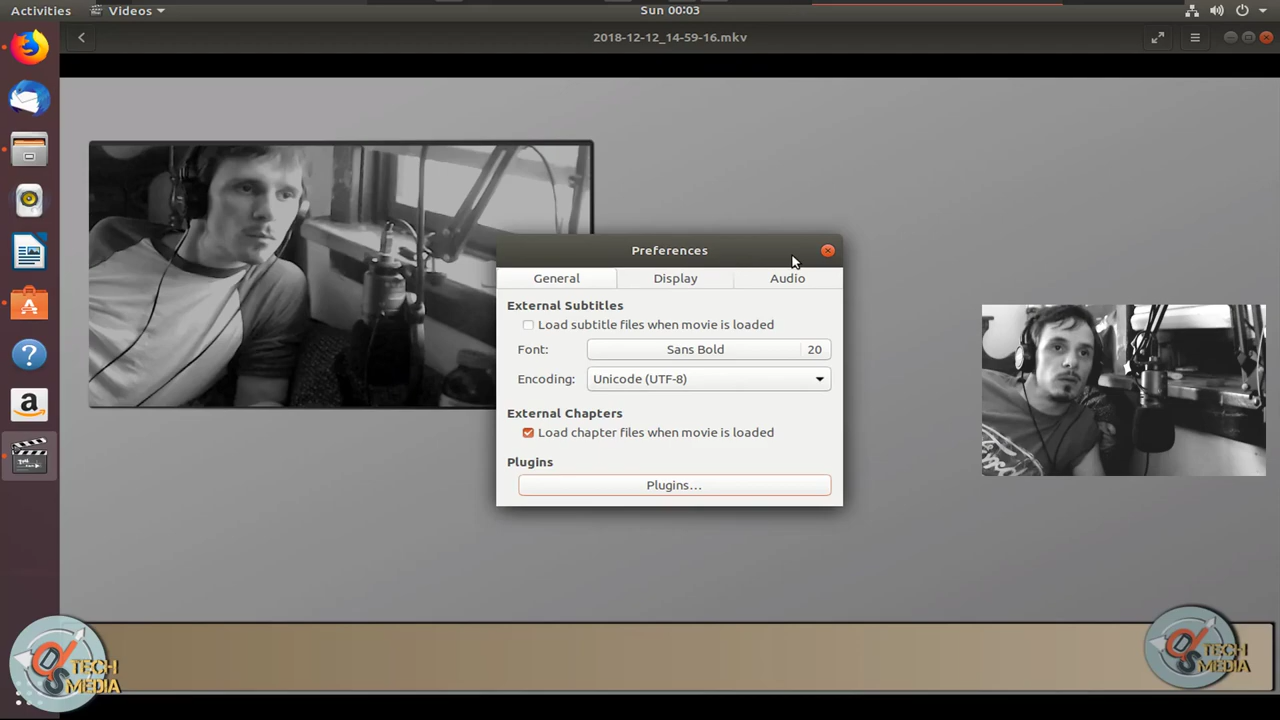 Activities
Videos
Sun 00:03
2018-12-12_14-59-16.mkv
Preferences
General
Display
Audio
External Subtitles
Load subtitle files when movie is loaded
Font:
Sans Bold
20
Encoding:
Unicode (UTF-8)
External Chapters
Load chapter files when movie is loaded
Plugins
Plugins...
OS
TECH
MEDIA
OS
TECH
MEDIA